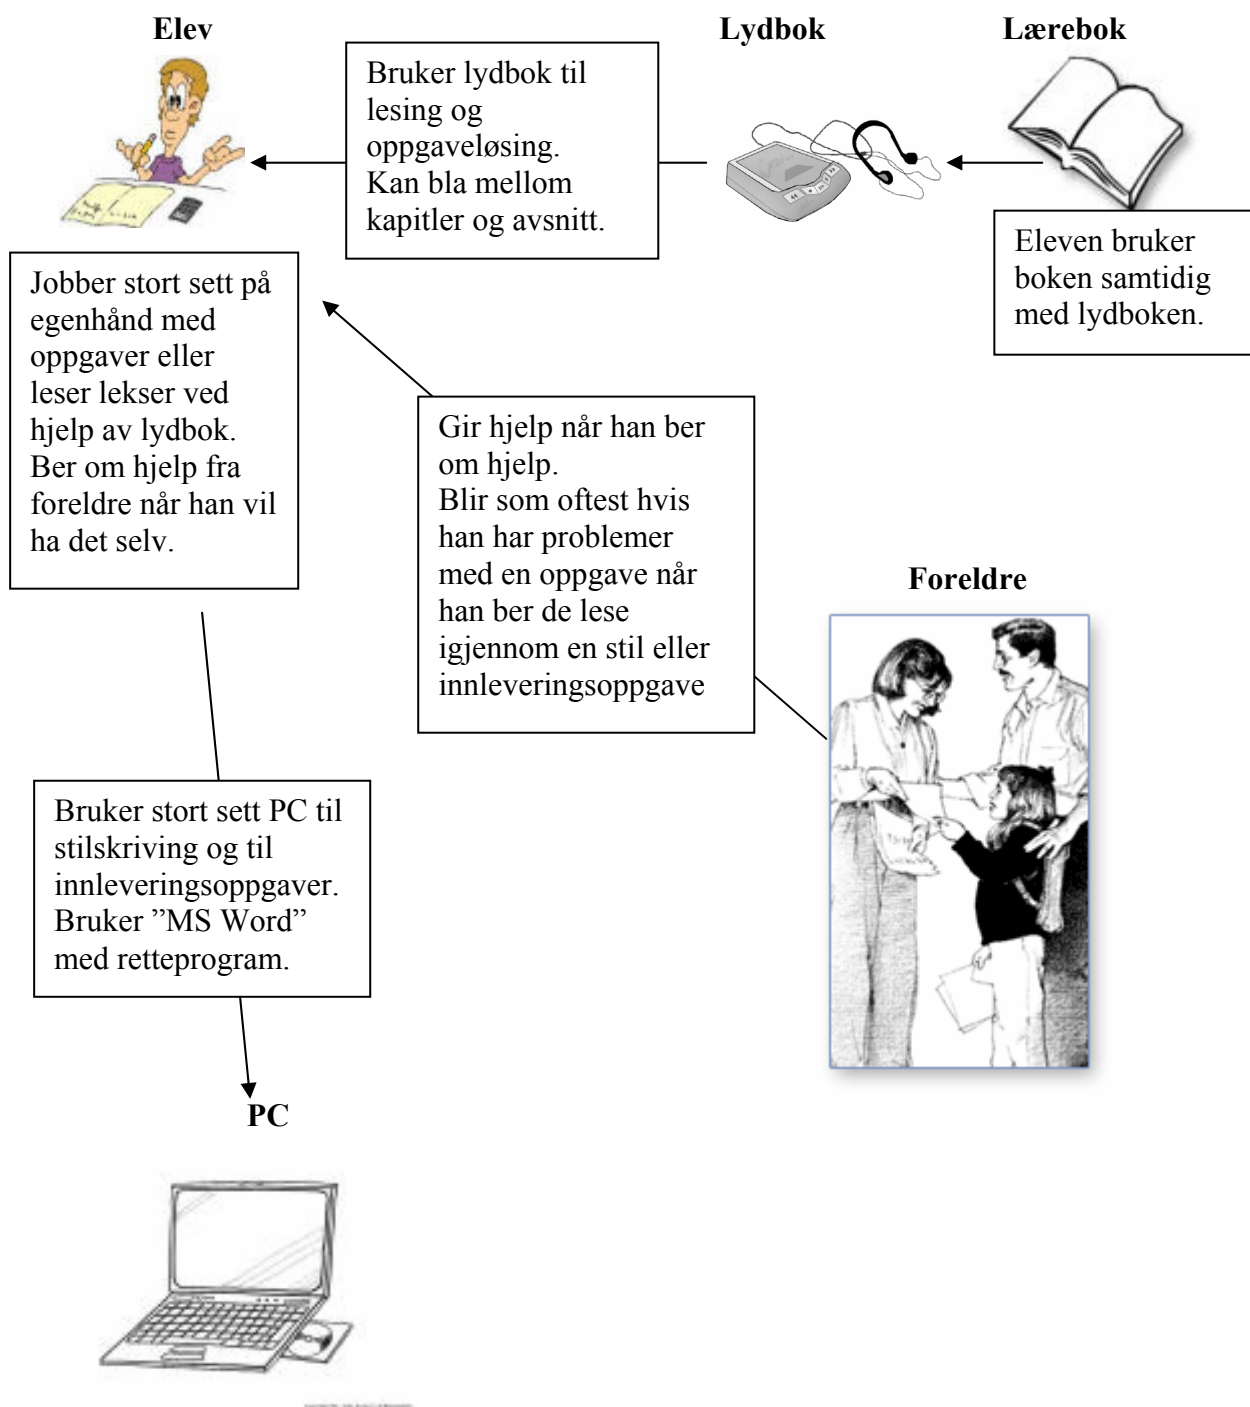 Elev
Lydbok
Lærebok
Bruker lydbok til
lesing og
oppgaveløsing.
Kan bla mellom
kapitler og avsnitt.
Eleven bruker
boken samtidig
med lydboken.
Jobber stort sett på
egenhånd med
oppgaver eller
leser lekser ved
hjelp av lydbok.
Ber om hjelp fra
foreldre når han vil
ha det selv.
Gir hjelp når han ber
om hjelp.
Blir som oftest hvis
han har problemer
med en oppgave når
han ber de lese
igjennom en stil eller
innleveringsoppgave
Foreldre
Bruker stort sett PC til
stilskriving og til
innleveringsoppgaver.
Bruker ”MS Word”
med retteprogram.
PC